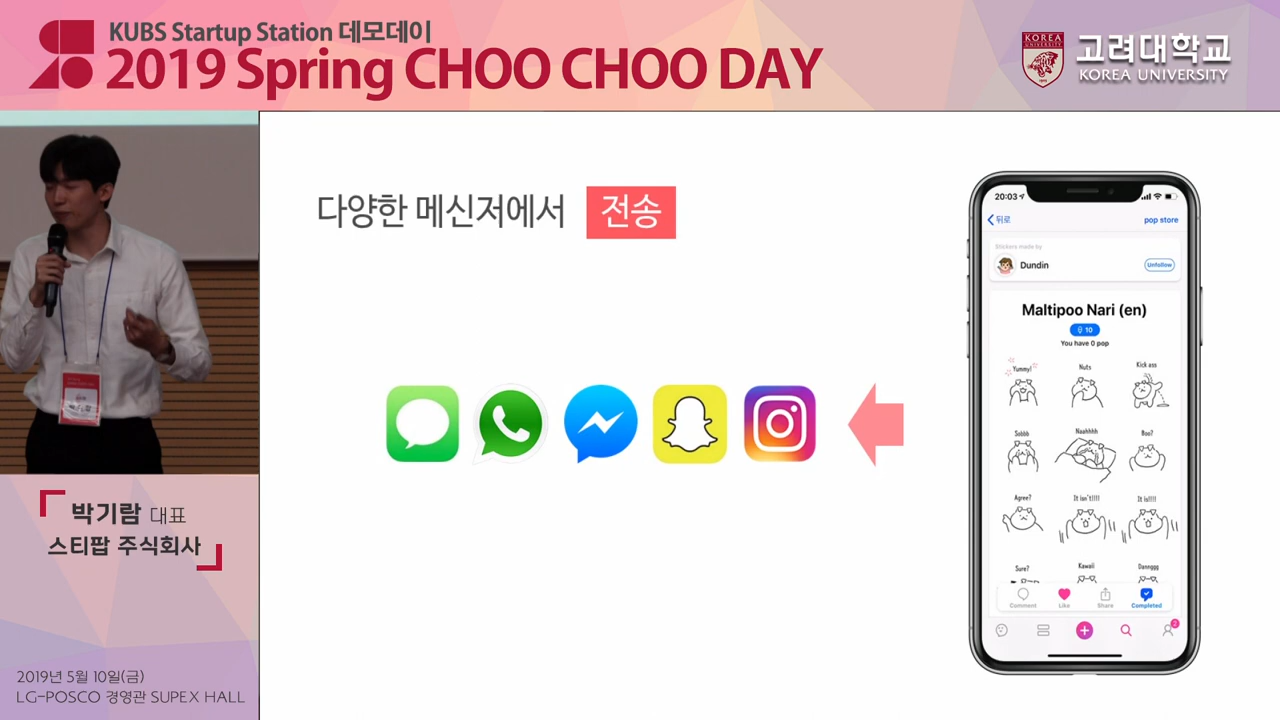 KUBS Startup Station 데모데이
2019 Spring CHOO CHOO DAY
KOREA
UNIVERSITY
고려대학교
KOREA UNIVERSITY
다양한 메신저에서 전송
20:03
뒤로
pop store
Stickers made by
Dundin
Unfollow
Maltipoo Nari (en)
10
You have 0 pop
Yummy!
Nuts
Kick ass
Sobbb
Naahhhh
Boo?
Agree?
It isn't!!!!
It is!!!!
Sure?
Kawaii
Dannggg
Comment
Like
Share
Completed
2
박기람 대표
스티팝 주식회사
2019년 5월 10일(금)
LG-POSCO 경영관 SUPEX HALL